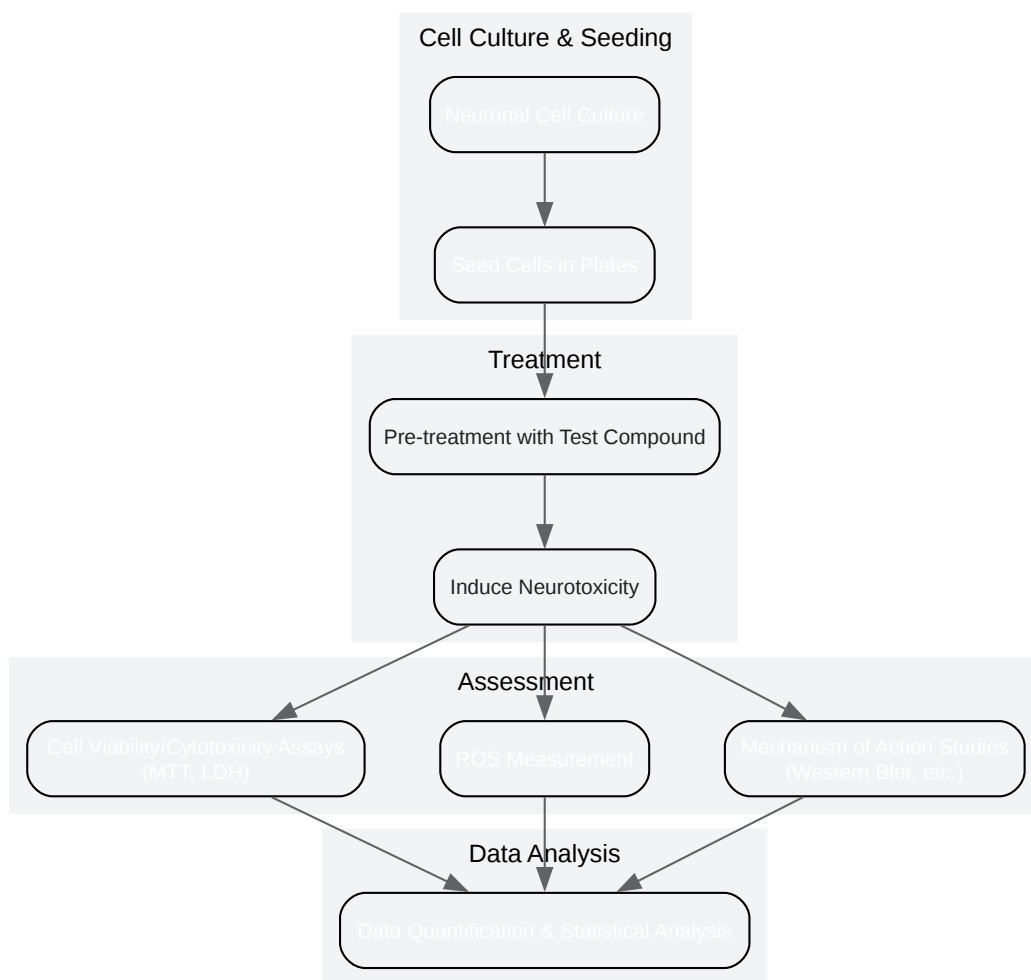 Cell Culture & Seeding
Neuronal Cell Culture
Seed Cells in Plates
Treatment
Pre-treatment with Test Compound
Induce Neurotoxicity
Assessment
Cell Viability/Cytotoxicity Assays
(MTT, LDH)
ROS Measurement
Mechanism of Action Studies
(Western Blot, etc.)
Data Analysis
Data Quantification & Statistical Analysis